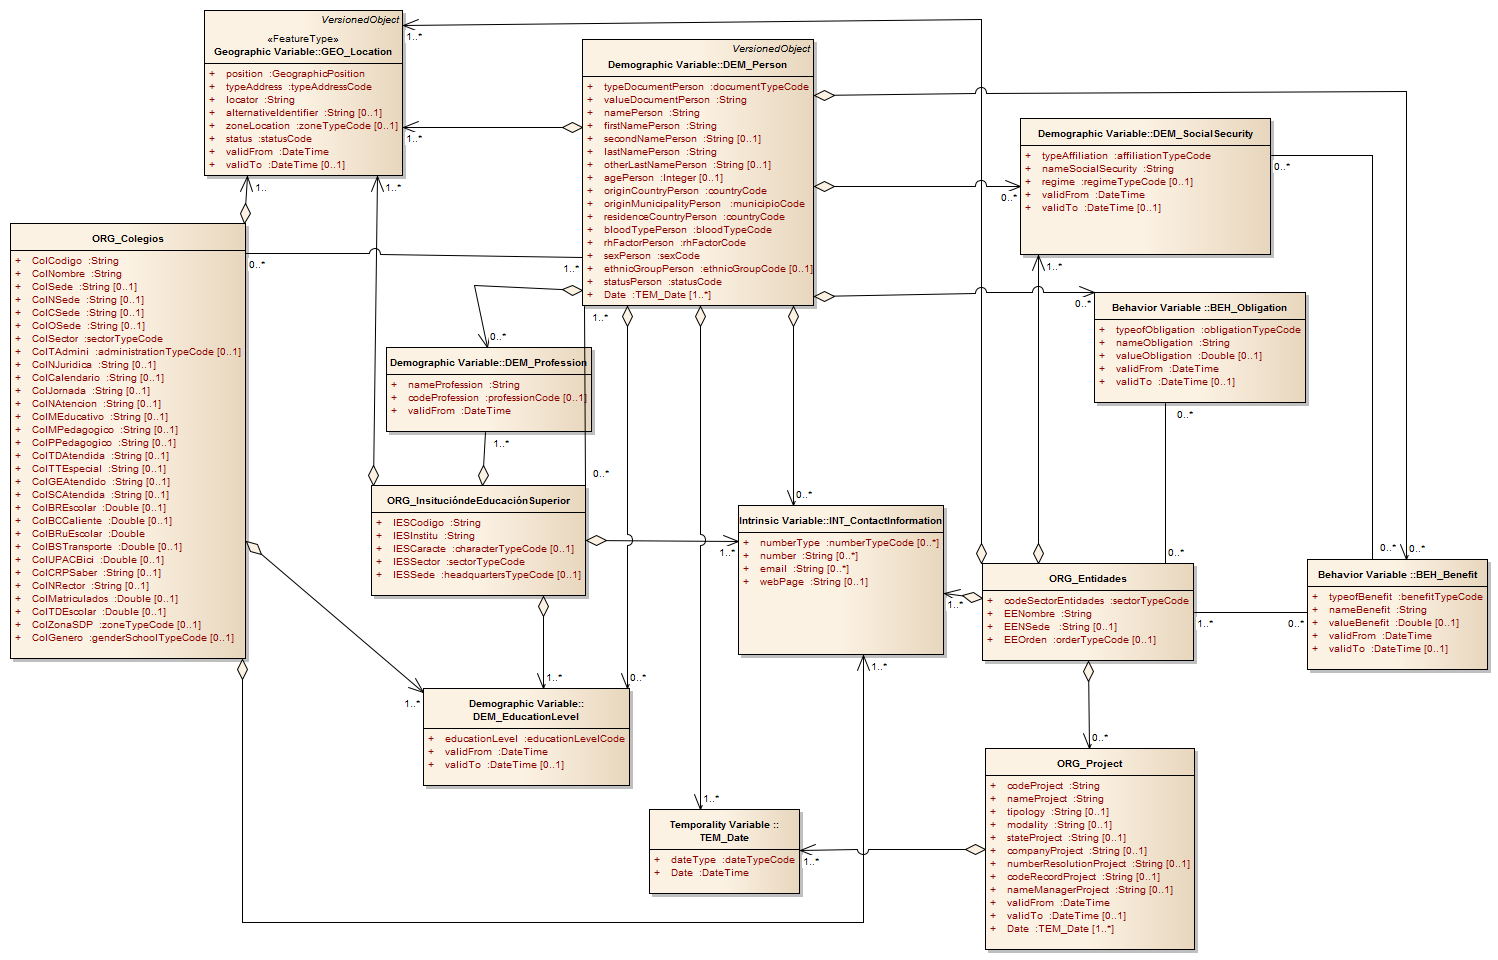 VersionedObject
«FeatureType»
Geographic Variable::GEO_Location
+ position :GeographicPosition
+ typeAddress :typeAddressCode
+ locator :String
+ alternativeIdentifier :String [0..1]
+ zoneLocation :zoneTypeCode [0..1]
+ status :statusCode
+ validFrom :DateTime
+ validTo :DateTime [0..1]
1..*
1..*
1..
1..*
VersionedObject
Demographic Variable::DEM_Person
+ typeDocumentPerson :documentTypeCode
+ valueDocumentPerson :String
+ namePerson :String
+ firstNamePerson :String
+ secondNamePerson :String [0..1]
+ lastNamePerson :String
+ otherLastNamePerson :String [0..1]
+ agePerson :Integer [0..1]
+ originCountryPerson :countryCode
+ originMunicipalityPerson :municipioCode
+ residenceCountryPerson :countryCode
+ bloodTypePerson :bloodTypeCode
+ rhFactorPerson :rhFactorCode
+ sexPerson :sexCode
+ ethnicGroupPerson :ethnicGroupCode [0..1]
+ statusPerson :statusCode
+ Date :TEM_Date [1..*]
0..*
1..*
1..*
Demographic Variable::DEM_SocialSecurity
+ typeAffiliation :affiliationTypeCode
+ nameSocialSecurity :String
+ regime :regimeTypeCode [0..1]
+ validFrom :DateTime
+ validTo :DateTime [0..1]
0..*
0..*
1..*
Behavior Variable ::BEH_Obligation
+ typeofObligation :obligationTypeCode
+ nameObligation :String
+ valueObligation :Double [0..1]
+ validFrom :DateTime
+ validTo :DateTime [0..1]
0..*
0..*
0..*
ORG_Colegios
+ ColCodigo :String
+ ColNombre :String
+ ColSede :String [0..1]
+ ColNSede :String [0..1]
+ ColCSede :String [0..1]
+ ColOSede :String [0..1]
+ ColSector :sectorTypeCode
+ ColTAdmini :administrationTypeCode [0..1]
+ ColNJuridica :String [0..1]
+ ColCalendario :String [0..1]
+ ColJornada :String [0..1]
+ ColNAtencion :String [0..1]
+ ColMEducativo :String [0..1]
+ ColMPedagogico :String [0..1]
+ ColPPedagogico :String [0..1]
+ ColTDAtendida :String [0..1]
+ ColTTEspecial :String [0..1]
+ ColGEAtendido :String [0..1]
+ ColSCAtendida :String [0..1]
+ ColBREscolar :Double [0..1]
+ ColBCCaliente :Double [0..1]
+ ColBRuEscolar :Double
+ ColBSTransporte :Double [0..1]
+ ColUPACBici :Double [0..1]
+ ColCRPSaber :String [0..1]
+ ColNRector :String [0..1]
+ ColMatriculados :Double [0..1]
+ ColTDEscolar :Double [0..1]
+ ColZonaSDP :zoneTypeCode [0..1]
+ ColGenero :genderSchoolTypeCode [0..1]
0..*
Demographic Variable::DEM_Profession
+ nameProfession :String
+ codeProfession :professionCode [0..1]
+ validFrom :DateTime
1..*
0..*
ORG_InsitucióndeEducaciónSuperior
+ IESCodigo :String
+ IESInstitu :String
+ IESCaracte :characterTypeCode [0..1]
+ IESSector :sectorTypeCode
+ IESSede :headquartersTypeCode [0..1]
0..*
Intrinsic Variable::INT_ContactInformation
+ numberType :numberTypeCode [0..*]
+ number :String [0..*]
+ email :String [0..*]
+ webPage :String [0..1]
1..*
1..*
1..*
ORG_Entidades
+ codeSectorEntidades :sectorTypeCode
+ EENombre :String
+ EENSede :String [0..1]
+ EEOrden :orderTypeCode [0..1]
1..*
0..*
0..*
0..*
Behavior Variable ::BEH_Benefit
+ typeofBenefit :benefitTypeCode
+ nameBenefit :String
+ valueBenefit :Double [0..1]
+ validFrom :DateTime
+ validTo :DateTime [0..1]
1..*
1..*
0..*
Demographic Variable::
DEM_EducationLevel
+ educationLevel :educationLevelCode
+ validFrom :DateTime
+ validTo :DateTime [0..1]
1..*
Temporality Variable ::
TEM_Date
+ dateType :dateTypeCode
+ Date :DateTime
1..*
0..*
ORG_Project
+ codeProject :String
+ nameProject :String
+ tipology :String [0..1]
+ modality :String [0..1]
+ stateProject :String [0..1]
+ companyProject :String [0..1]
+ numberResolutionProject :String [0..1]
+ codeRecordProject :String [0..1]
+ nameManagerProject :String [0..1]
+ validFrom :DateTime
+ validTo :DateTime [0..1]
+ Date :TEM_Date [1..*]